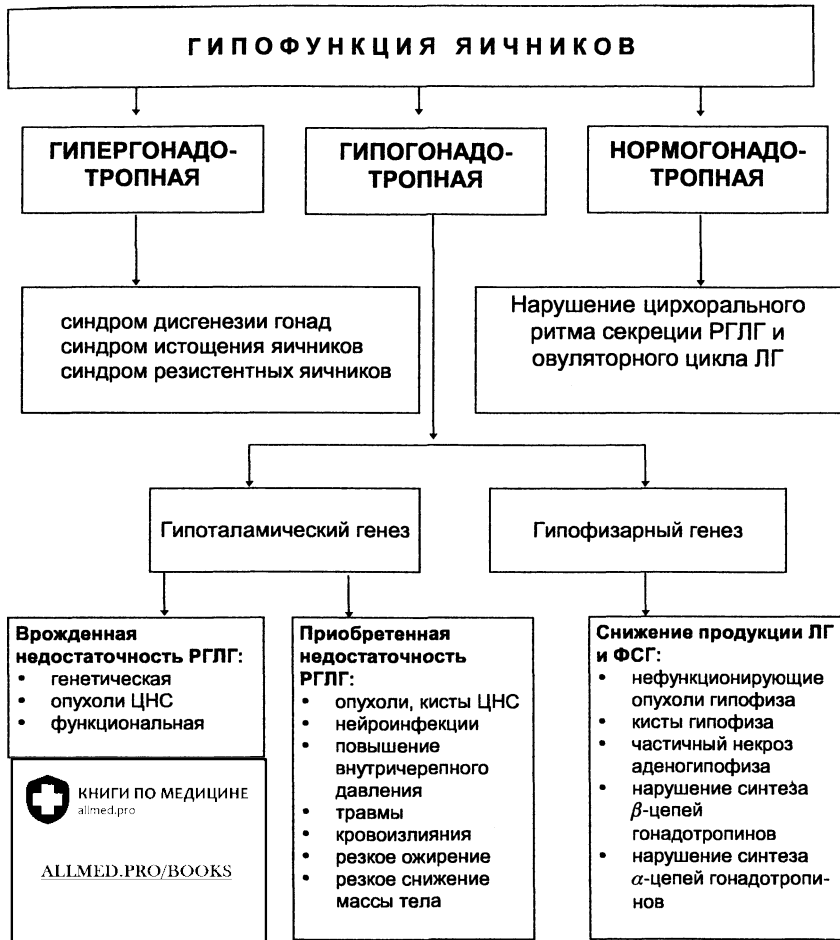 ГИПОФУНКЦИЯ ЯИЧНИКОВ
ГИПЕРГОНАДО-
ТРОПНАЯ
ГИПОГОНАДО-
ТРОПНАЯ
НОРМОГОНАДО-
ТРОПНАЯ
синдром дисгенезии гонад
синдром истощения яичников
синдром резистентных яичников
Нарушение цирхорального
ритма секреции РГЛГ и
овуляторного цикла ЛГ
Гипоталамический генез
Гипофизарный генез
Врожденная
недостаточность РГЛГ:
• генетическая
• опухоли ЦНС
• функциональная
Приобретенная
недостаточность
РГЛГ:
• опухоли, кисты ЦНС
• нейроинфекции
• повышение
внутричерепного
давления
• травмы
• кровоизлияния
• резкое ожирение
• резкое снижение
массы тела
Снижение продукции ЛГ
и ФСГ:
• нефункционирующие
опухоли гипофиза
• кисты гипофиза
• частичный некроз
аденогипофиза
• нарушение синтеза
β-цепей
гонадотропинов
• нарушение синтеза
α-цепей гонадотропи-
нов
КНИГИ ПО МЕДИЦИНЕ
allmed.pro
ALLMED.PRO/BOOKS